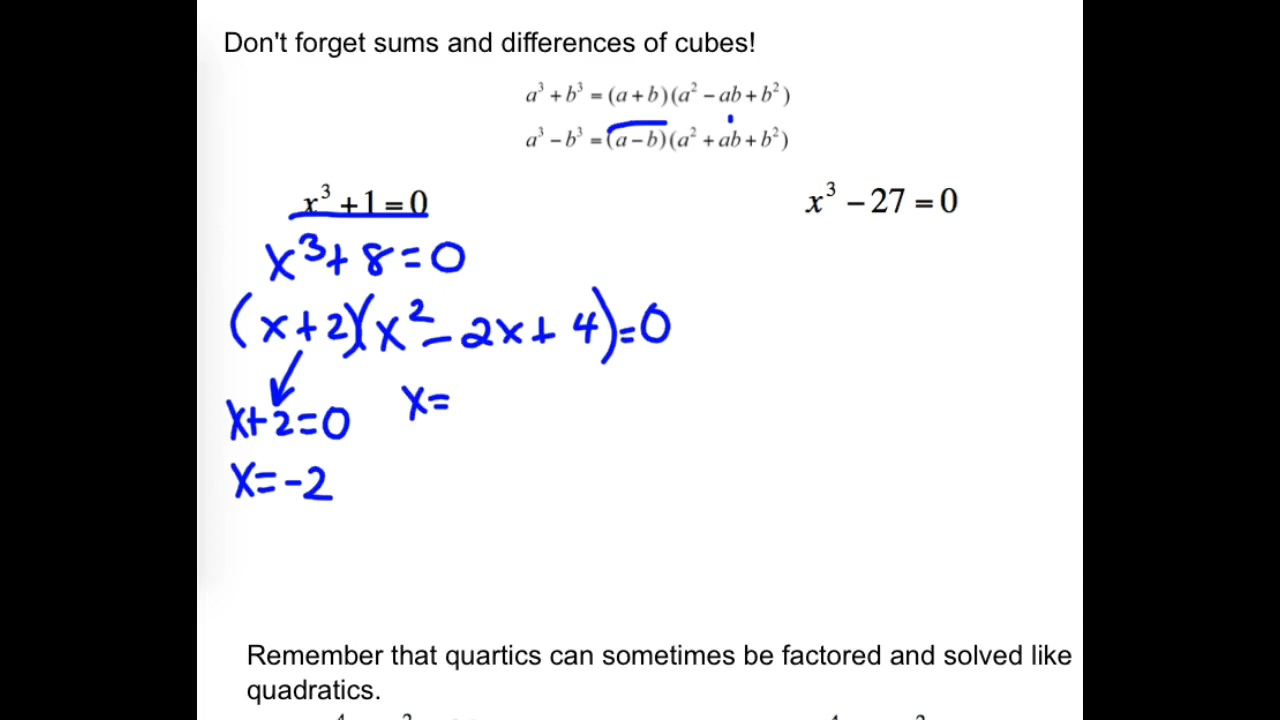 Don't forget sums and differences of cubes!
a³ + b³ = (a + b)(a² − ab + b²)
a³ − b³ = (a − b)(a² + ab + b²)
x³ + 1 = 0
x³ − 27 = 0
x³ + 8 = 0
(x + 2)(x² − 2x + 4) = 0
x + 2 = 0
x =
x = −2
Remember that quartics can sometimes be factored and solved like
quadratics.